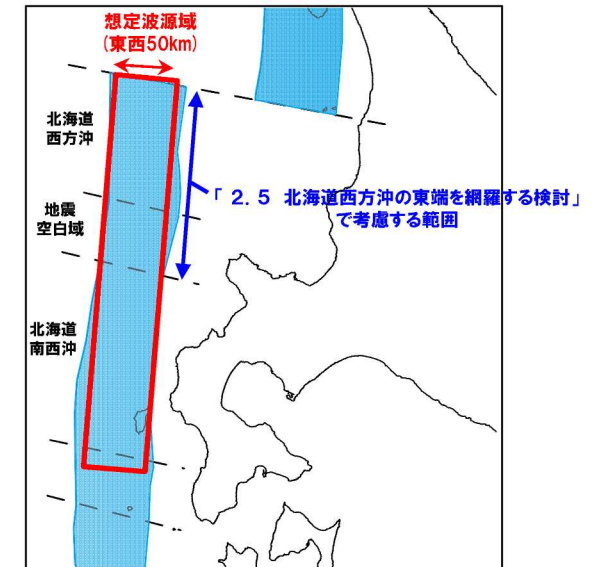 想定波源域
(東西50km)
北海道
西方沖
「２．５ 北海道西方沖の東端を網羅する検討」
で考慮する範囲
地震
空白域
北海道
南西沖